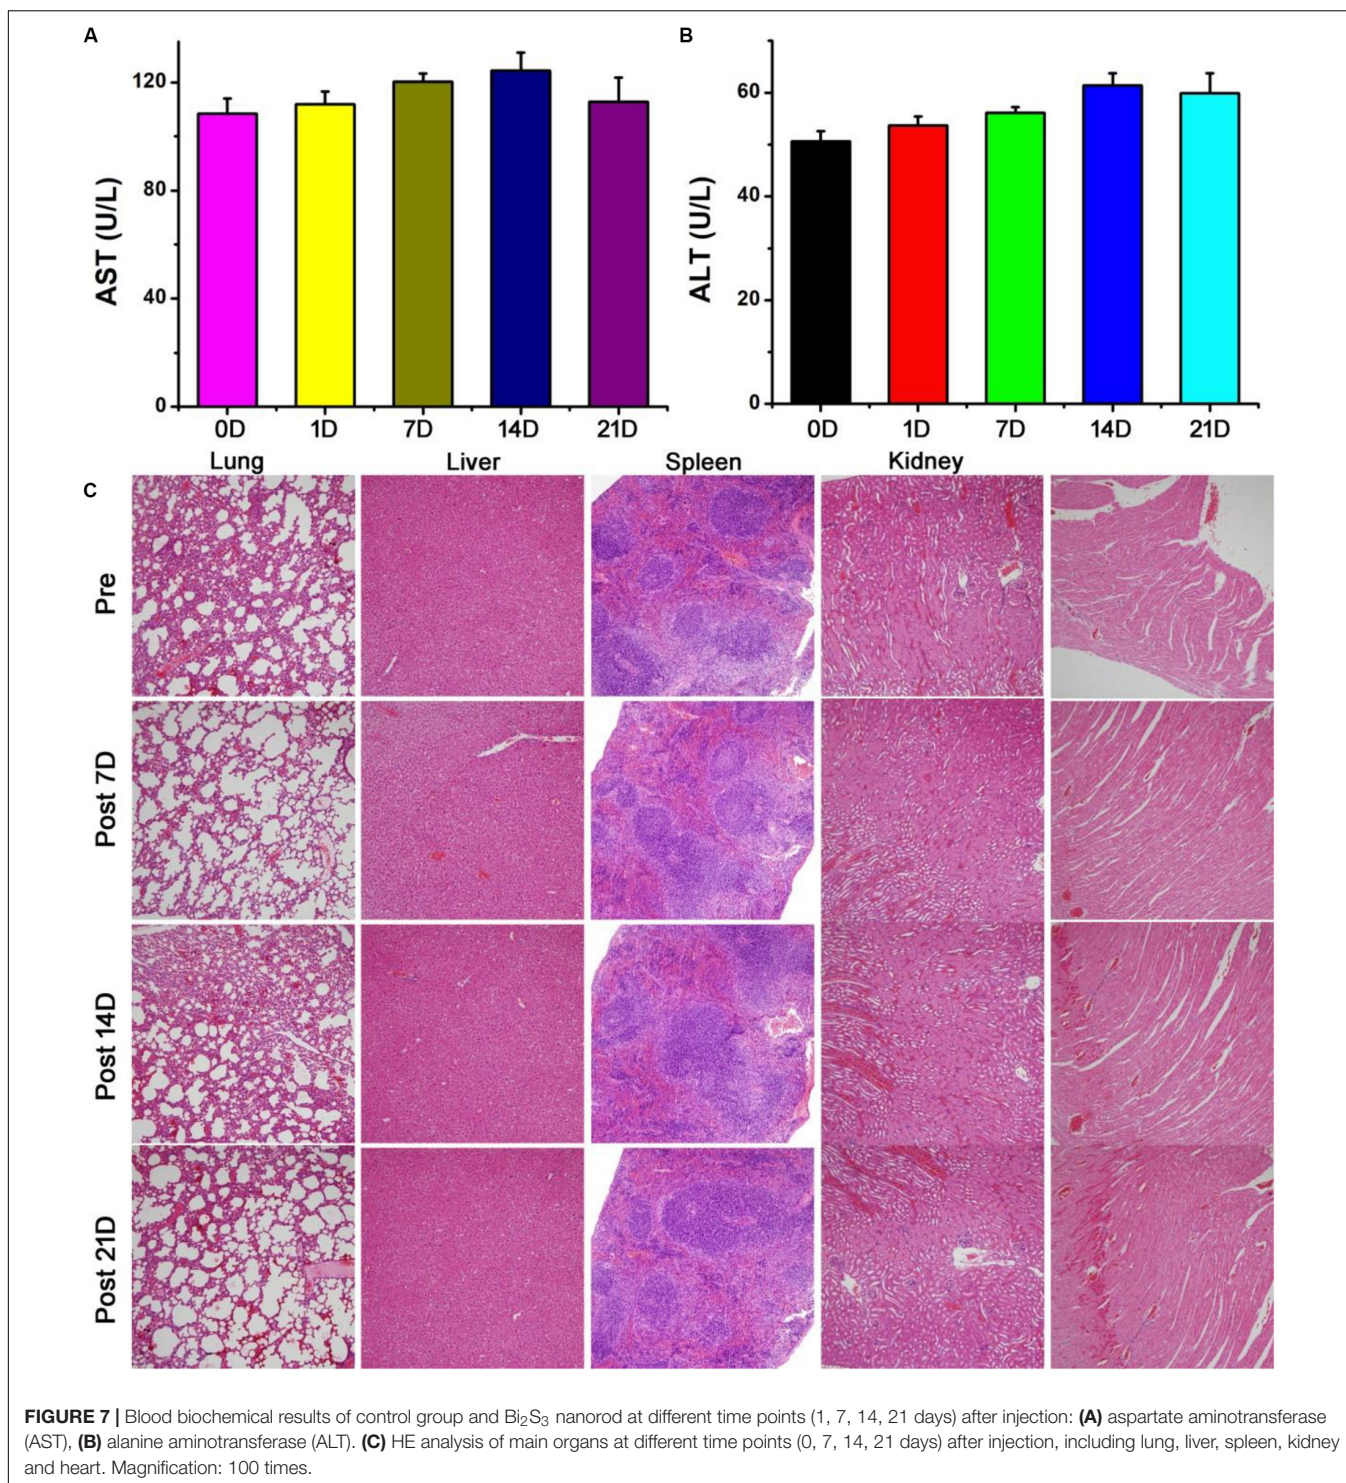 A
B
120
80
40
0
AST (U/L)
0D 1D 7D 14D 21D
60
40
20
0
ALT (U/L)
0D 1D 7D 14D 21D
C
Lung Liver Spleen Kidney
Pre
Post 7D
Post 14D
Post 21D
FIGURE 7 | Blood biochemical results of control group and Bi₂S₃ nanorod at different time points (1, 7, 14, 21 days) after injection: (A) aspartate aminotransferase
(AST), (B) alanine aminotransferase (ALT). (C) HE analysis of main organs at different time points (0, 7, 14, 21 days) after injection, including lung, liver, spleen, kidney
and heart. Magnification: 100 times.